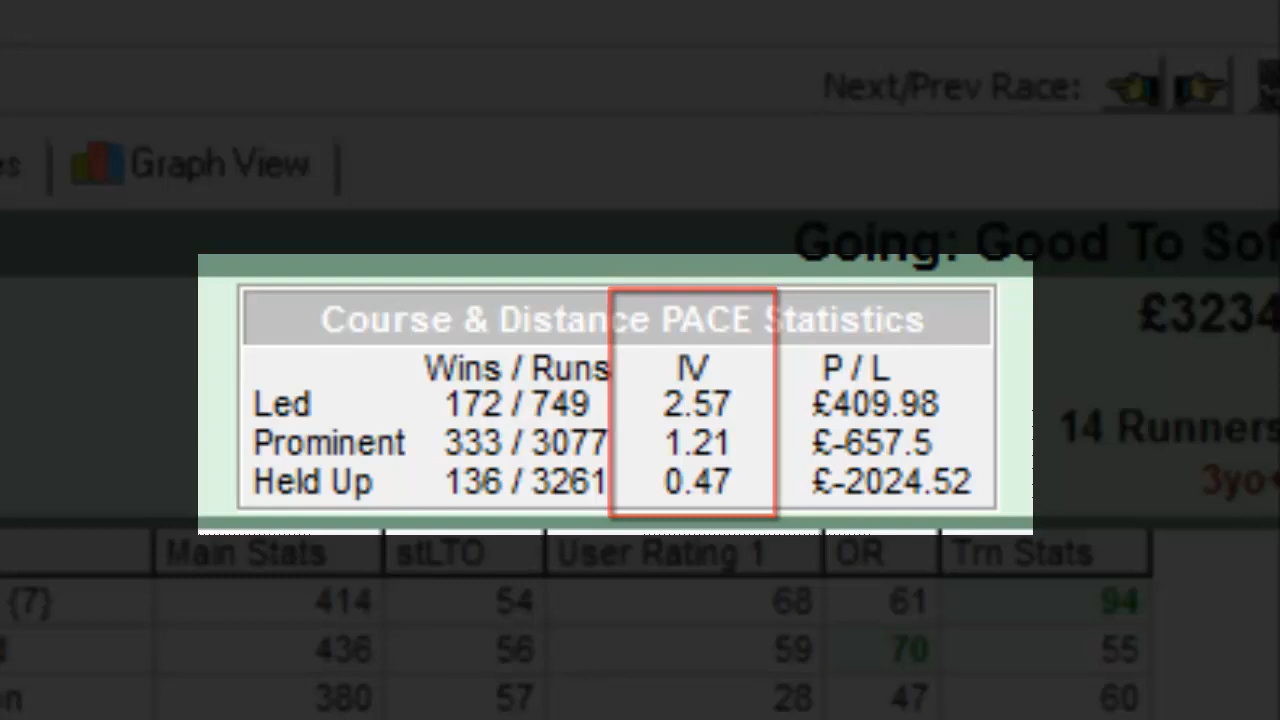 Next/Prev Race:
Graph View
Going: Good To
Course & Distance PACE Statistics
Wins / Runs IV P / L
Led 172 / 749 2.57 £409.98
Prominent 333 / 3077 1.21 £-657.5
Held Up 136 / 3261 0.47 £-2024.52
£3234
14 Runners
3yo+
Main Stats stLTO User Rating 1 OR Trn Stats
{7} 414 54 68 61 94
436 56 59 70 55
380 57 28 47 60